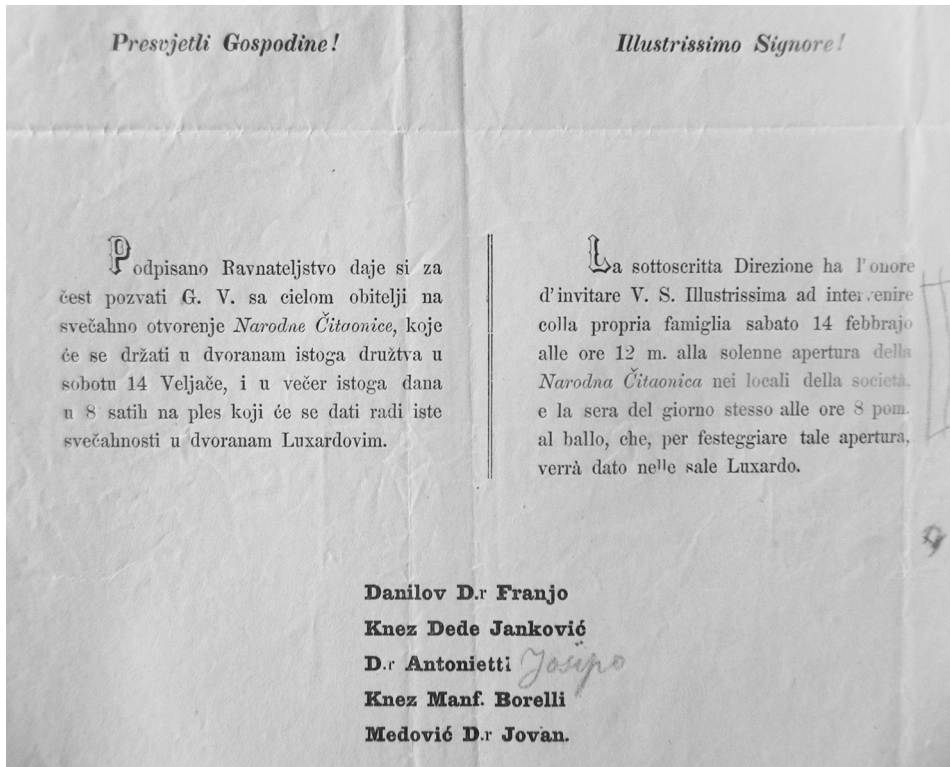 Presvjetli Gospodine!
Podpisano Ravnateljstvo daje si za
čest pozvati G. V. sa cielom obitelji na
svečahno otvorenje Narodne Čitaonice, koje
će se držati u dvoranam istoga družtva u
sobotu 14 Veljače, i u večer istoga dana
u 8 satih na ples koji će se dati radi iste
svečahnosti u dvoranam Luxardovim.
Illustrissimo Signore!
La sottoscritta Direzione ha l'onore
d'invitare V. S. Illustrissima ad intervenire
colla propria famiglia sabato 14 febbrajo
alle ore 12 m. alla solenne apertura della
Narodna Čitaonica nei locali della società,
e la sera del giorno stesso alle ore 8 pom.
al ballo, che, per festeggiare tale apertura,
verrà dato nelle sale Luxardo.
Danilov D.r Franjo
Knez Dede Janković
D.r Antonietti Josipo
Knez Manf. Borelli
Medović D.r Jovan.